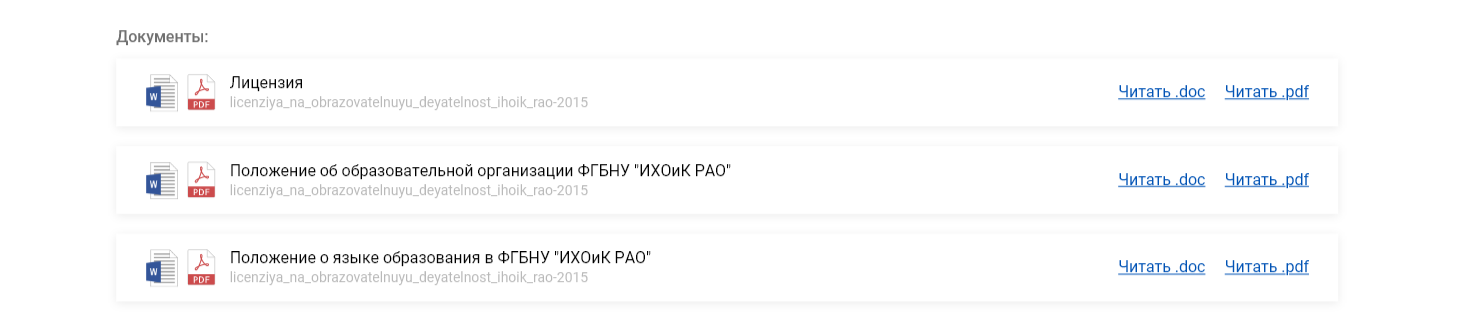 Документы:
W PDF Лицензия
licenziya_na_obrazovatelnuyu_deyatelnost_ihoik_rao-2015
Читать .doc Читать .pdf
W PDF Положение об образовательной организации ФГБНУ "ИХОиК РАО"
licenziya_na_obrazovatelnuyu_deyatelnost_ihoik_rao-2015
Читать .doc Читать .pdf
W PDF Положение о языке образования в ФГБНУ "ИХОиК РАО"
licenziya_na_obrazovatelnuyu_deyatelnost_ihoik_rao-2015
Читать .doc Читать .pdf